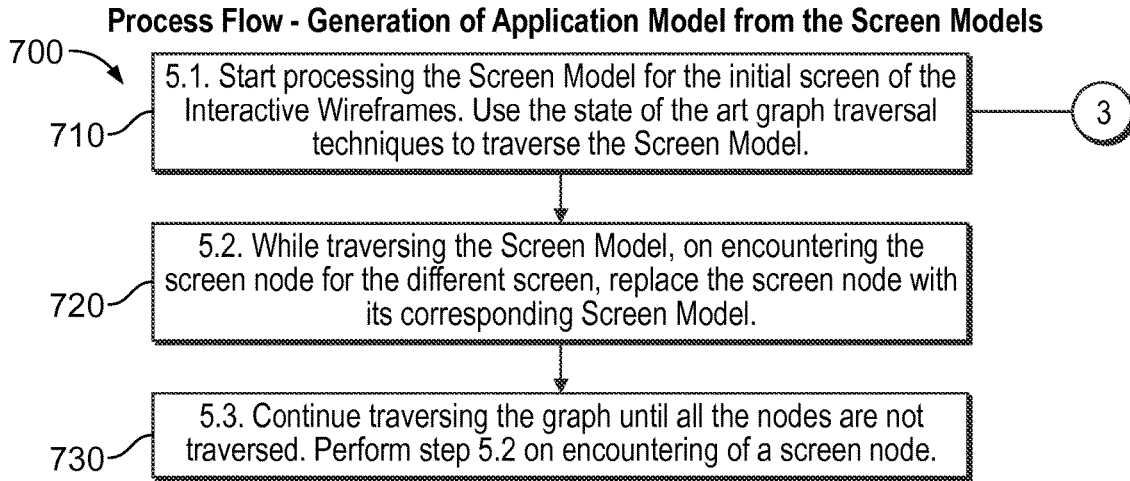 Process Flow - Generation of Application Model from the Screen Models
700
5.1. Start processing the Screen Model for the initial screen of the
Interactive Wireframes. Use the state of the art graph traversal
techniques to traverse the Screen Model.
710
3
5.2. While traversing the Screen Model, on encountering the
screen node for the different screen, replace the screen node with
its corresponding Screen Model.
720
5.3. Continue traversing the graph until all the nodes are not
traversed. Perform step 5.2 on encountering of a screen node.
730